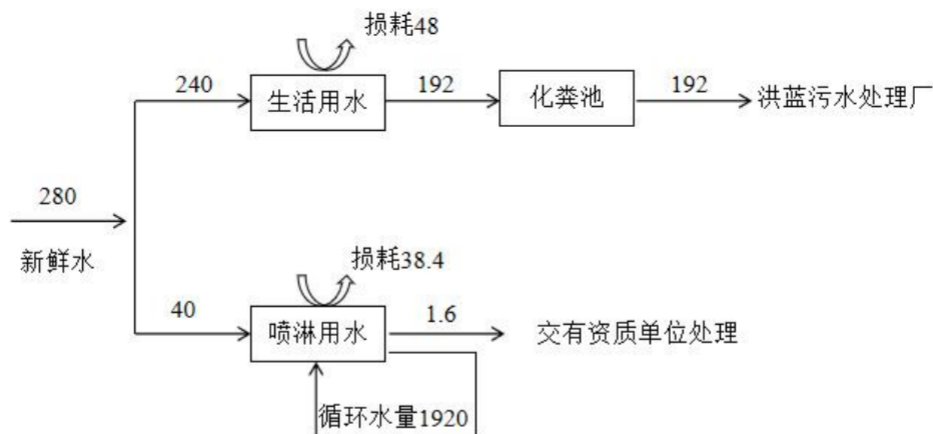 损耗48
240
生活用水
192
化粪池
192
洪蓝污水处理厂
280
新鲜水
损耗38.4
40
喷淋用水
1.6
交有资质单位处理
循环水量1920